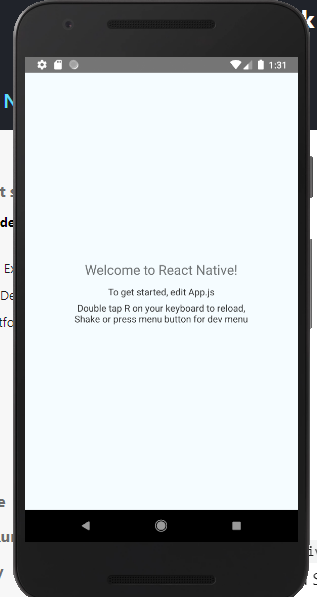 1:31
Welcome to React Native!
To get started, edit App.js
Double tap R on your keyboard to reload,
Shake or press menu button for dev menu